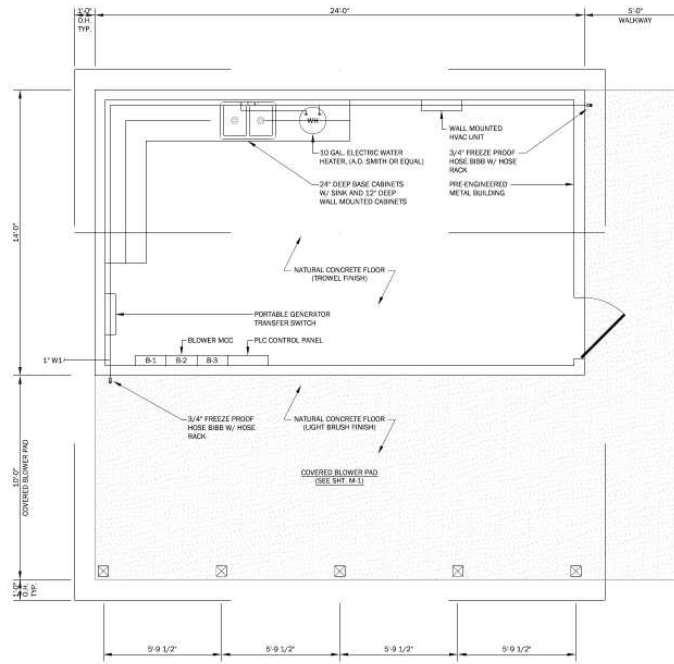 1'-0"
O.H.
TYP.
24'-0"
5'-0"
WALKWAY
WH
WALL MOUNTED
HVAC UNIT
10 GAL. ELECTRIC WATER
HEATER, (A.O. SMITH OR EQUAL)
3/4" FREEZE PROOF
HOSE BIBB W/ HOSE
RACK
24" DEEP BASE CABINETS
W/ SINK AND 12" DEEP
WALL MOUNTED CABINETS
PRE-ENGINEERED
METAL BUILDING
14'-0"
NATURAL CONCRETE FLOOR
(TROWEL FINISH)
PORTABLE GENERATOR
TRANSFER SWITCH
BLOWER MCC
PLC CONTROL PANEL
1" W1
B-1
B-2
B-3
3/4" FREEZE PROOF
HOSE BIBB W/ HOSE
RACK
NATURAL CONCRETE FLOOR
(LIGHT BRUSH FINISH)
10'-0"
COVERED BLOWER PAD
COVERED BLOWER PAD
(SEE SHT. M-1)
1'-0"
O.H.
TYP.
5'-9 1/2"
5'-9 1/2"
5'-9 1/2"
5'-9 1/2"